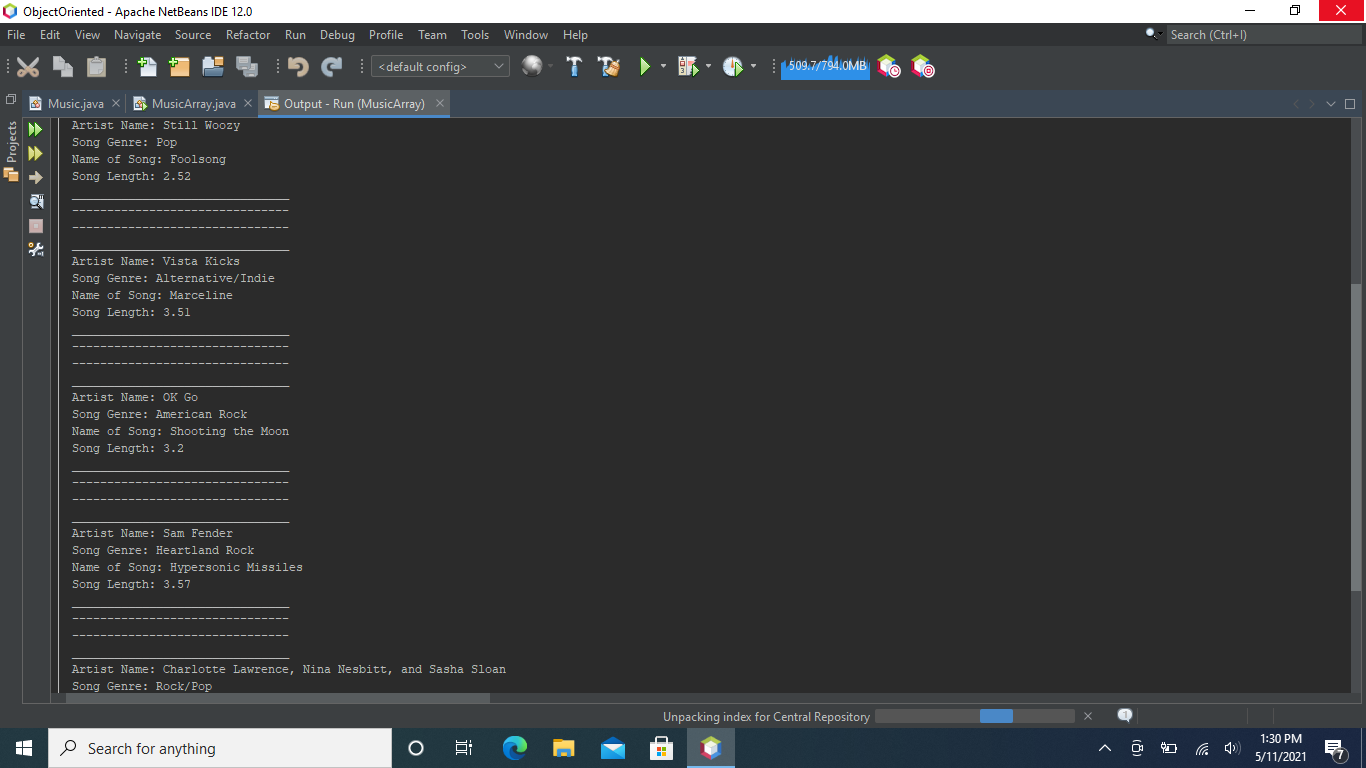 ObjectOriented - Apache NetBeans IDE 12.0
File Edit View Navigate Source Refactor Run Debug Profile Team Tools Window Help
Search (Ctrl+I)
<default config>
509.7/794.0MB
Music.java
MusicArray.java
Output - Run (MusicArray)
Projects
Artist Name: Still Woozy
Song Genre: Pop
Name of Song: Foolsong
Song Length: 2.52
_______________________________
-------------------------------
-------------------------------
_______________________________
Artist Name: Vista Kicks
Song Genre: Alternative/Indie
Name of Song: Marceline
Song Length: 3.51
_______________________________
-------------------------------
-------------------------------
_______________________________
Artist Name: OK Go
Song Genre: American Rock
Name of Song: Shooting the Moon
Song Length: 3.2
_______________________________
-------------------------------
-------------------------------
_______________________________
Artist Name: Sam Fender
Song Genre: Heartland Rock
Name of Song: Hypersonic Missiles
Song Length: 3.57
_______________________________
-------------------------------
-------------------------------
_______________________________
Artist Name: Charlotte Lawrence, Nina Nesbitt, and Sasha Sloan
Song Genre: Rock/Pop
Unpacking index for Central Repository
1
Search for anything
1:30 PM
5/11/2021
7